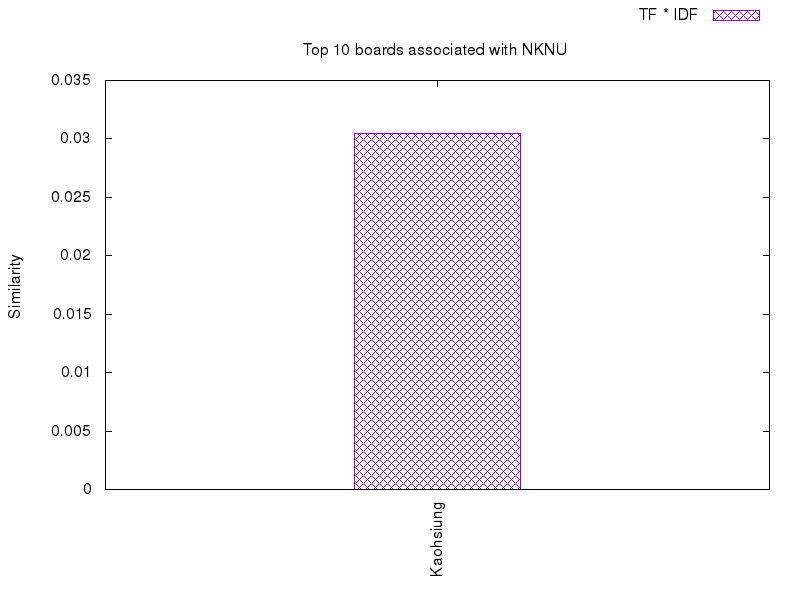 TF * IDF
Top 10 boards associated with NKNU
0.035
0.03
0.025
0.02
0.015
0.01
0.005
0
Similarity
Kaohsiung